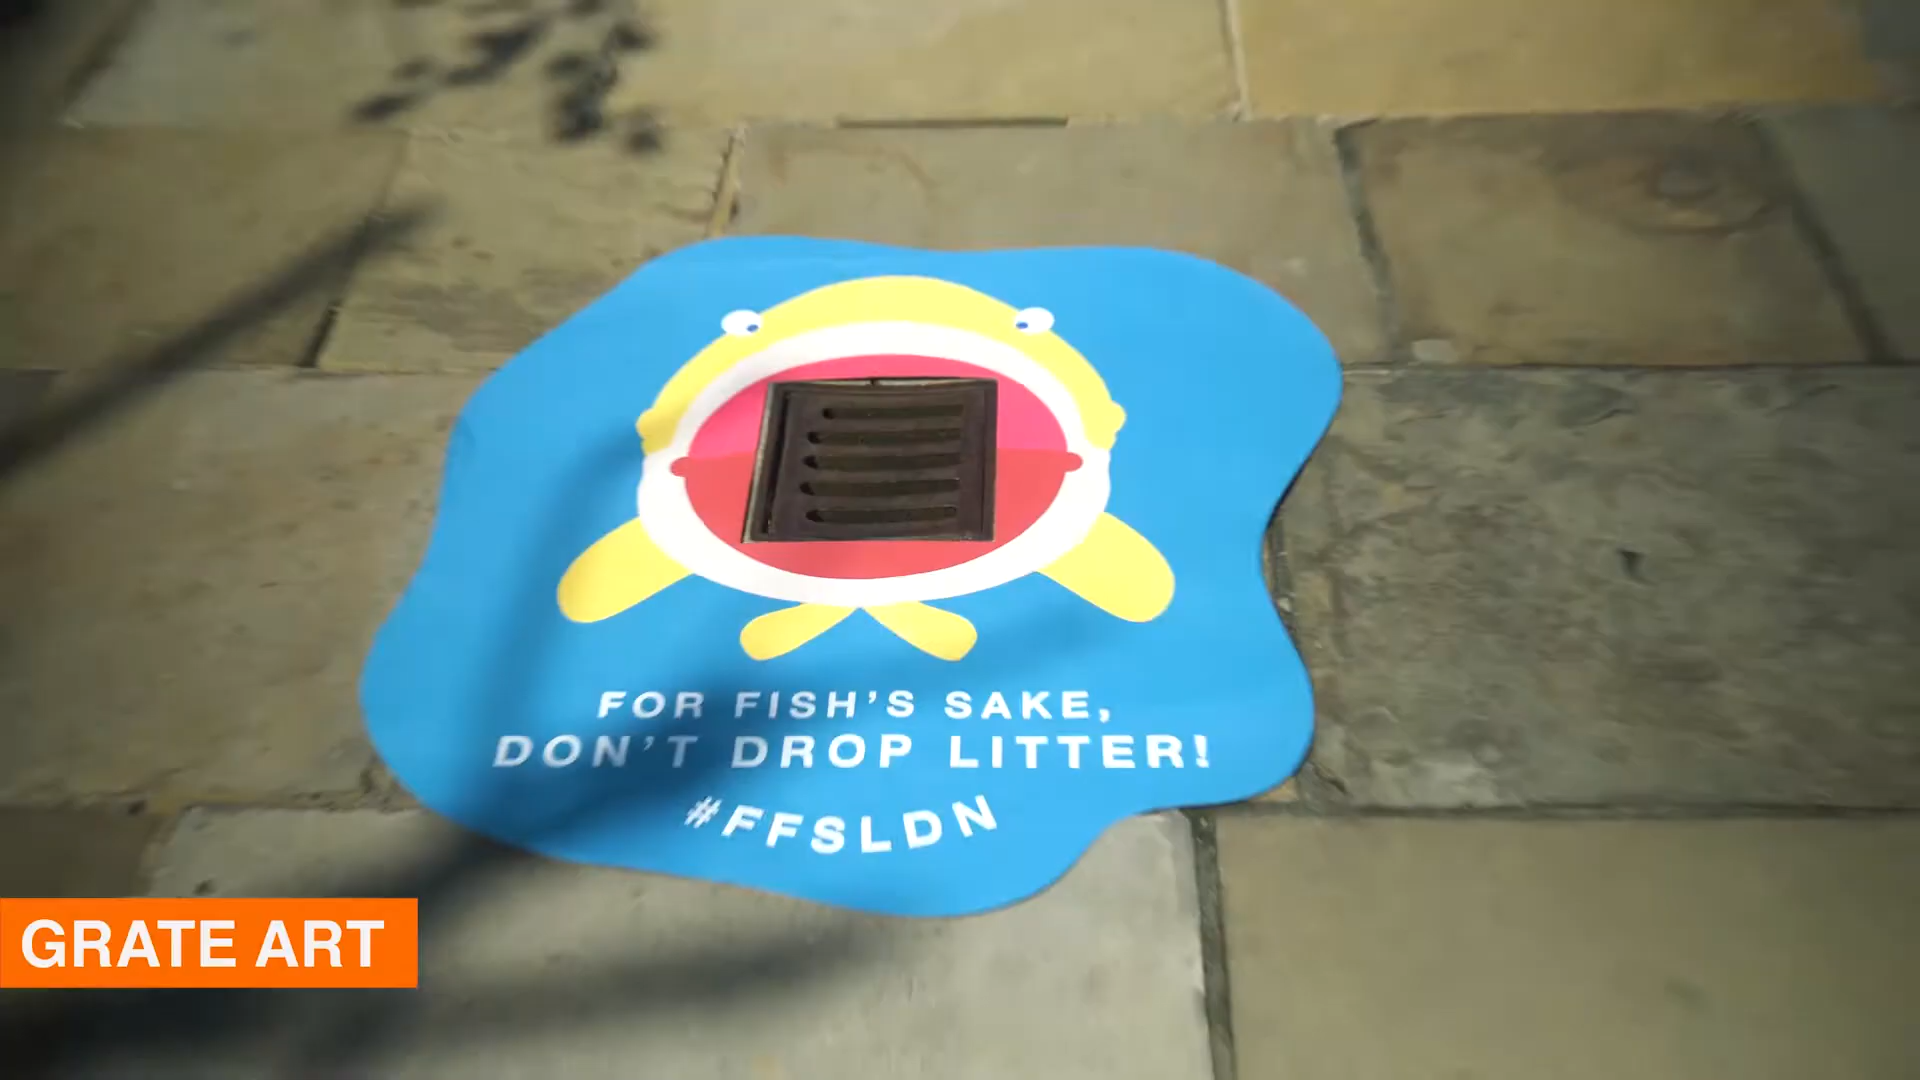 FOR FISH'S SAKE,
DON'T DROP LITTER!
#FFSLDN
GRATE ART